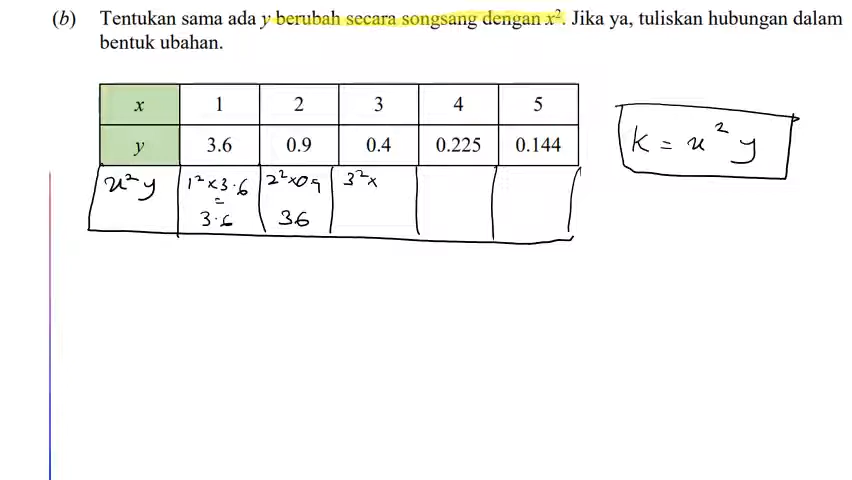 (b) Tentukan sama ada y berubah secara songsang dengan x². Jika ya, tuliskan hubungan dalam
bentuk ubahan.
x 1 2 3 4 5
y 3.6 0.9 0.4 0.225 0.144
x²y 1²×3.6 2²×0.9 3²×
=
3.6 3.6
K = x²y